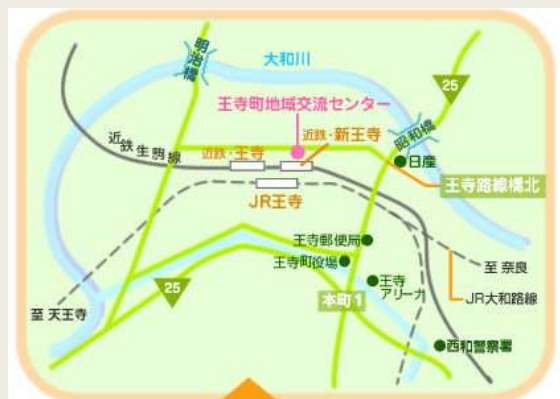 明治橋
大和川
25
王寺町地域交流センター
昭和橋
近鉄生駒線
近鉄・王寺
近鉄・新王寺
日産
王寺路線橋北
JR王寺
王寺郵便局
王寺町役場
至 奈良
25
王寺
アリーナ
JR大和路線
至 天王寺
本町1
西和警察署